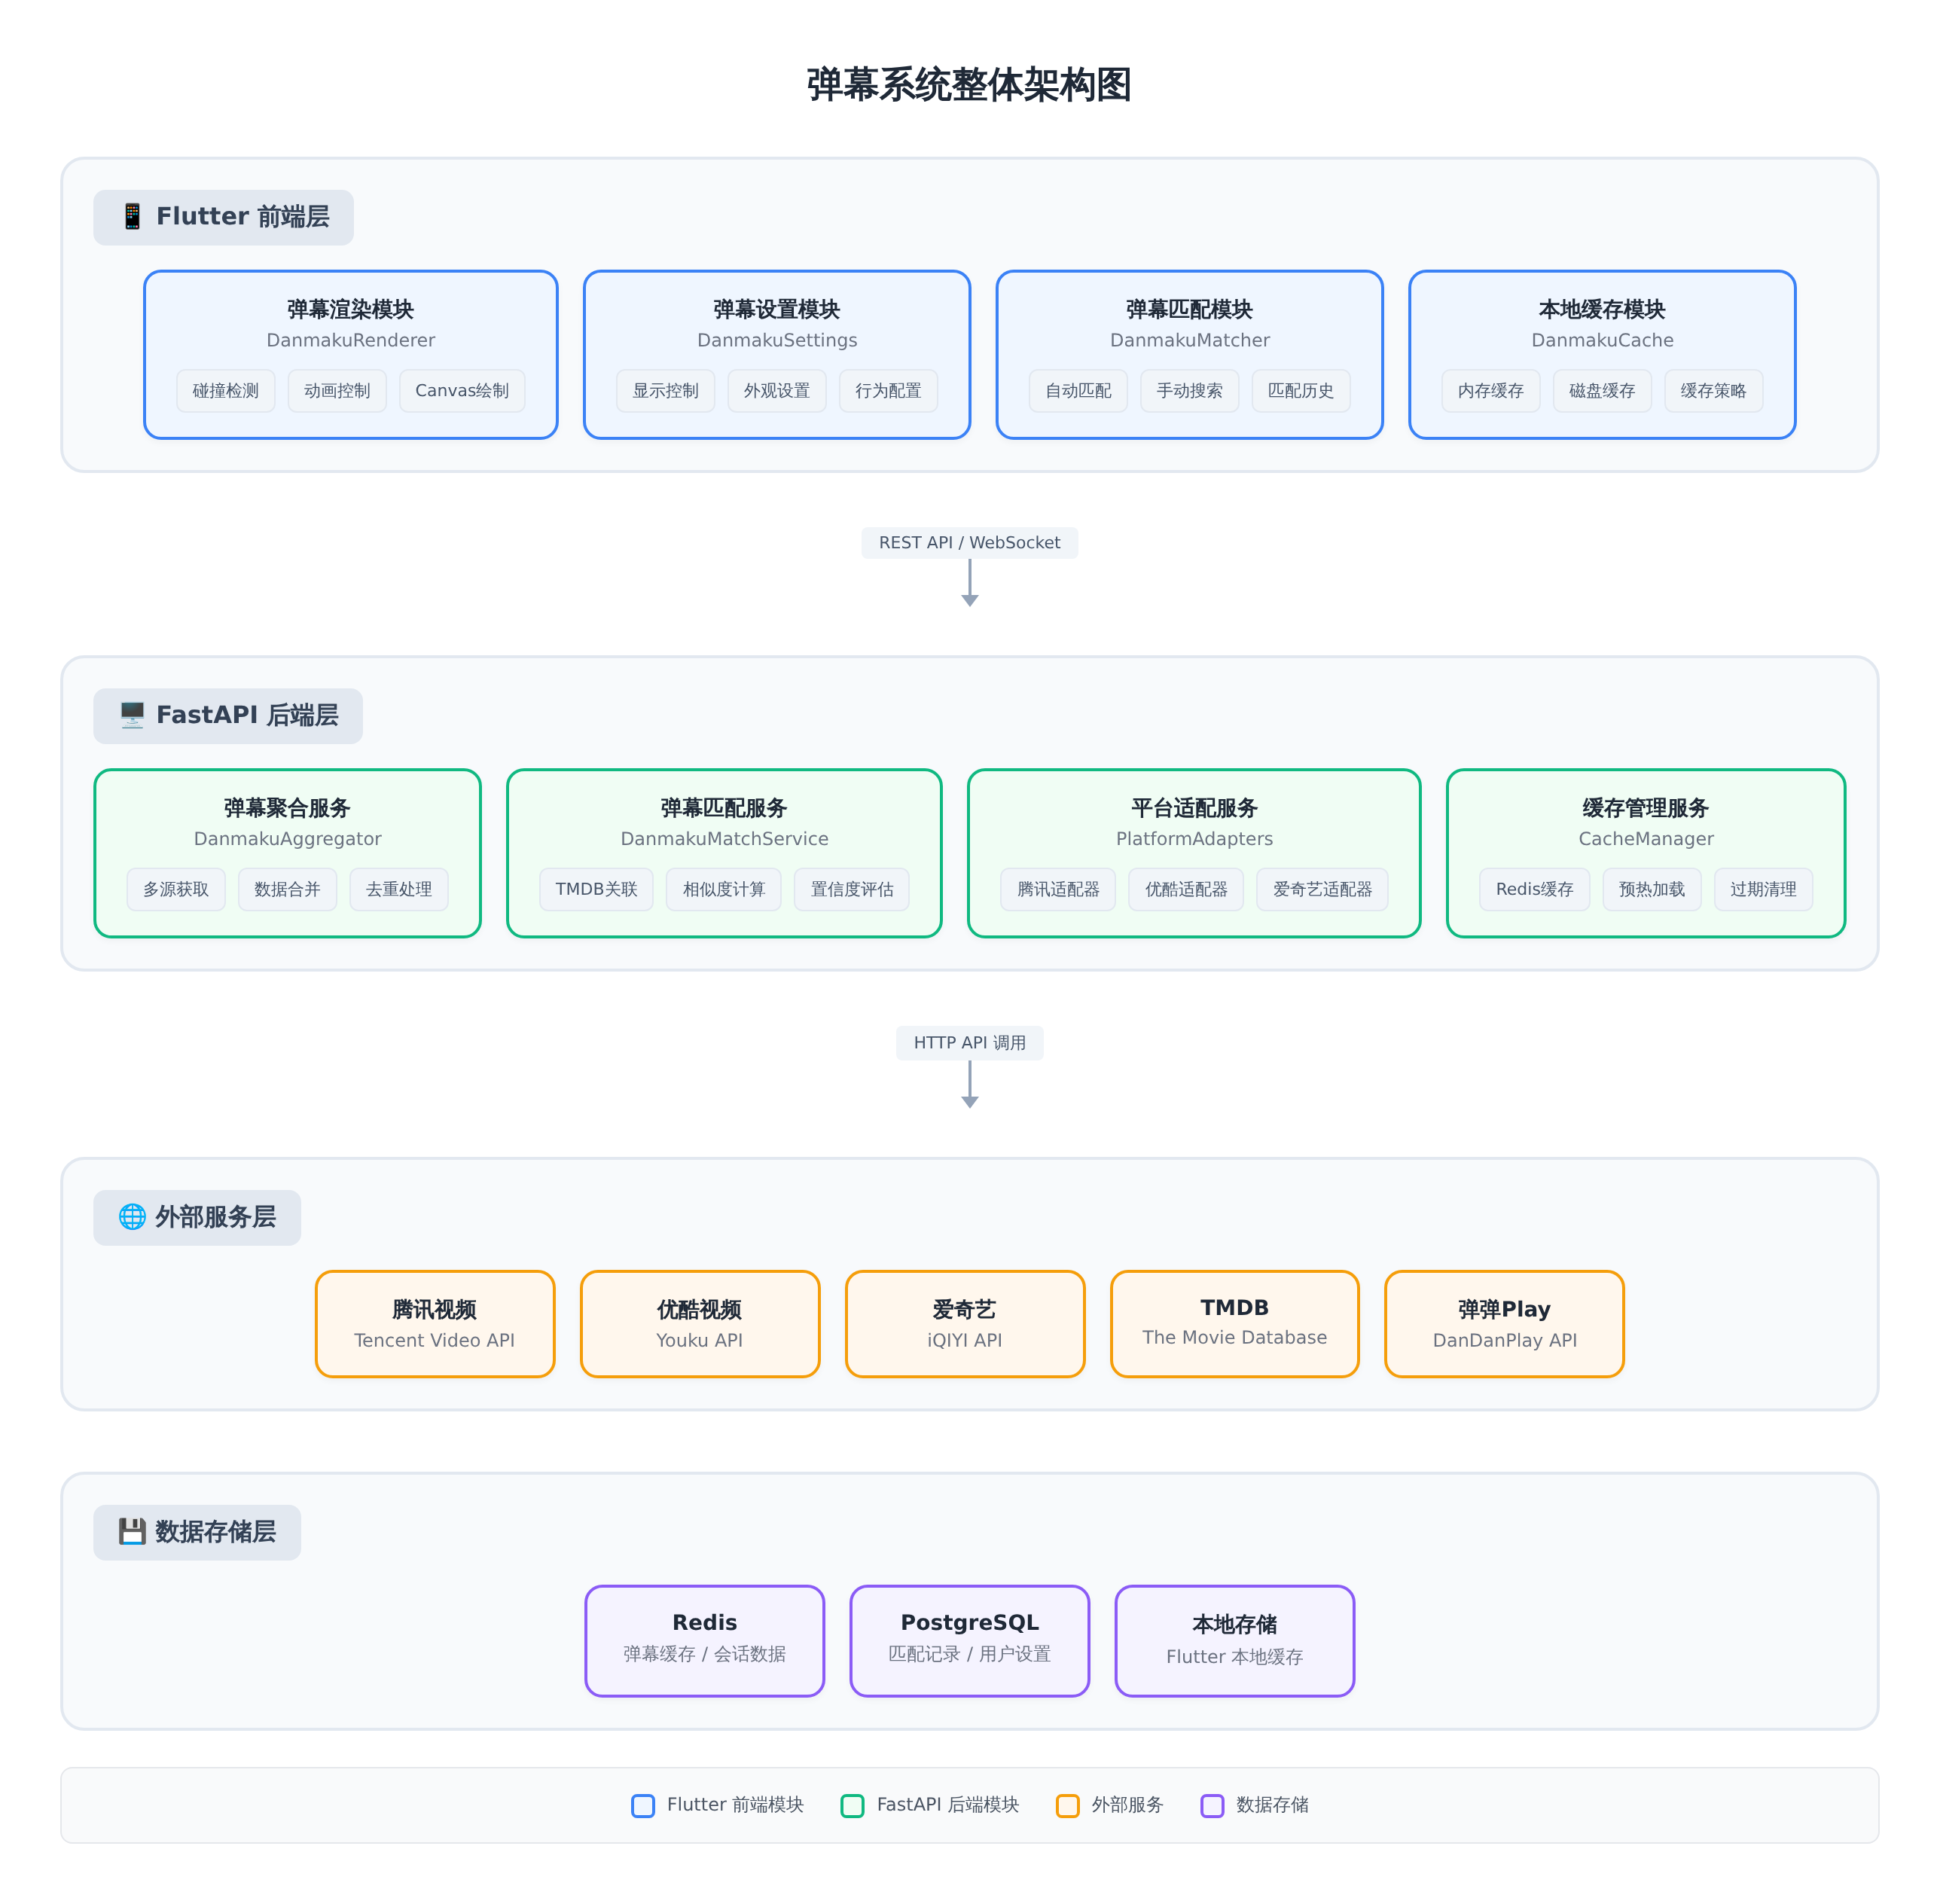 弹幕系统整体架构图
📱 Flutter 前端层
弹幕渲染模块
DanmakuRenderer
碰撞检测 动画控制 Canvas绘制
弹幕设置模块
DanmakuSettings
显示控制 外观设置 行为配置
弹幕匹配模块
DanmakuMatcher
自动匹配 手动搜索 匹配历史
本地缓存模块
DanmakuCache
内存缓存 磁盘缓存 缓存策略
REST API / WebSocket
🖥️ FastAPI 后端层
弹幕聚合服务
DanmakuAggregator
多源获取 数据合并 去重处理
弹幕匹配服务
DanmakuMatchService
TMDB关联 相似度计算 置信度评估
平台适配服务
PlatformAdapters
腾讯适配器 优酷适配器 爱奇艺适配器
缓存管理服务
CacheManager
Redis缓存 预热加载 过期清理
HTTP API 调用
🌐 外部服务层
腾讯视频
Tencent Video API
优酷视频
Youku API
爱奇艺
iQIYI API
TMDB
The Movie Database
弹弹Play
DanDanPlay API
💾 数据存储层
Redis
弹幕缓存 / 会话数据
PostgreSQL
匹配记录 / 用户设置
本地存储
Flutter 本地缓存
Flutter 前端模块 FastAPI 后端模块 外部服务 数据存储